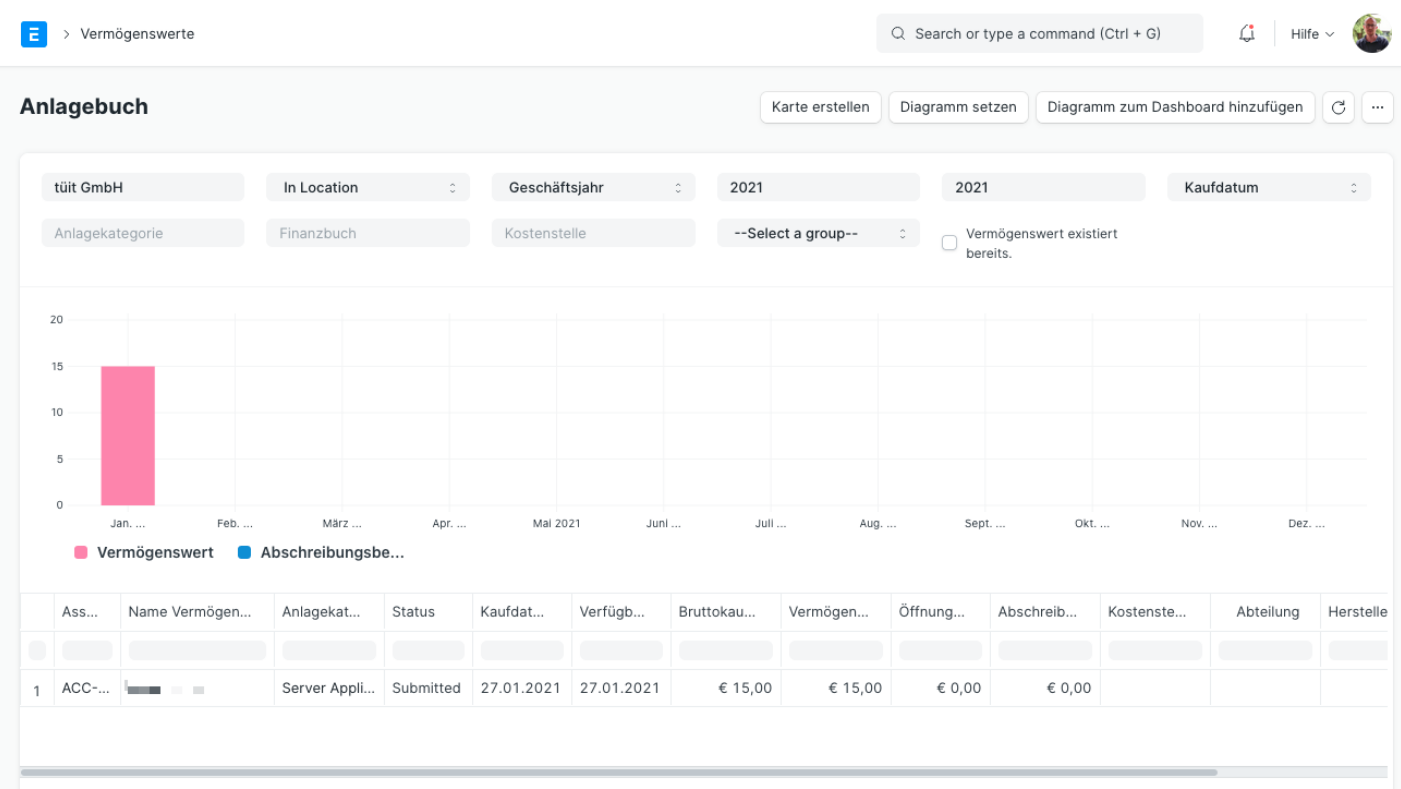 E
Vermögenswerte
Search or type a command (Ctrl + G)
Hilfe
Anlagebuch
Karte erstellen
Diagramm setzen
Diagramm zum Dashboard hinzufügen
...
tüit GmbH
In Location
Geschäftsjahr
2021
2021
Kaufdatum
Anlagekategorie
Finanzbuch
Kostenstelle
--Select a group--
Vermögenswert existiert
bereits.
20
15
10
5
0
Jan. ...
Feb. ...
März ...
Apr. ...
Mai 2021
Juni ...
Juli ...
Aug. ...
Sept. ...
Okt. ...
Nov. ...
Dez. ...
Vermögenswert
Abschreibungsbe...
Ass...
Name Vermögen...
Anlagekat...
Status
Kaufdat...
Verfügb...
Bruttokau...
Vermögen...
Öffnung...
Abschreib...
Kostenste...
Abteilung
Herstelle
1
ACC-...
Server Appli...
Submitted
27.01.2021
27.01.2021
€ 15,00
€ 15,00
€ 0,00
€ 0,00